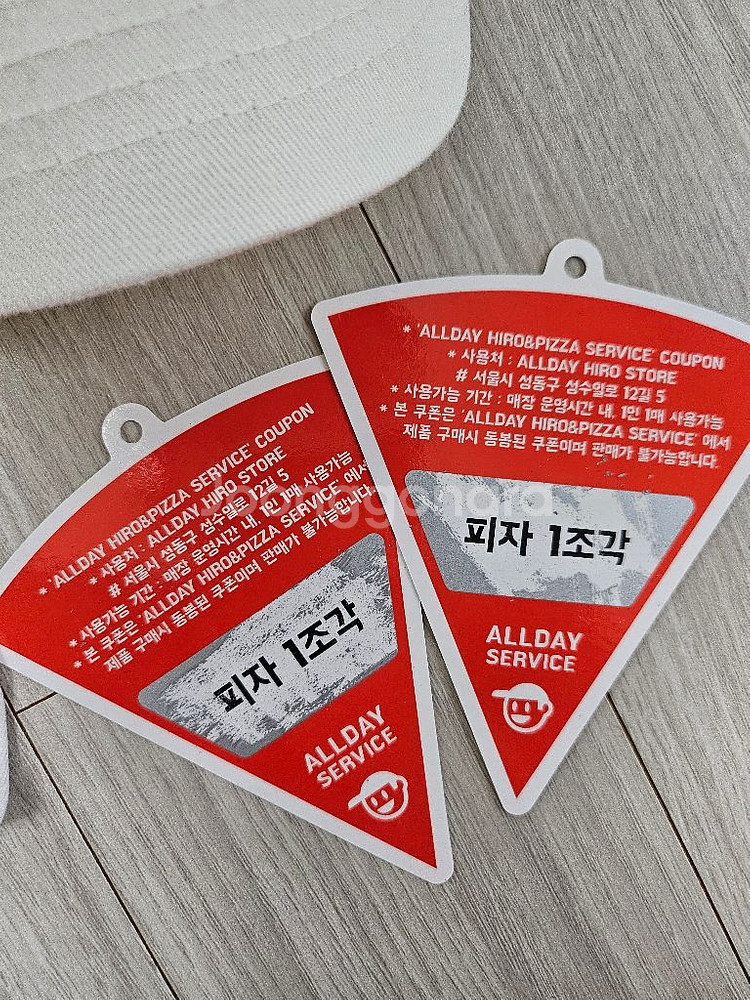 * 'ALLDAY HIRO&PIZZA SERVICE' COUPON
* 사용처 : ALLDAY HIRO STORE
# 서울시 성동구 성수일로 12길 5
* 사용가능 기간 : 매장 운영시간 내, 1인 1매 사용가능
* 본 쿠폰은 'ALLDAY HIRO&PIZZA SERVICE' 에서
제품 구매시 동봉된 쿠폰이며 판매가 불가능합니다.
피자 1조각
ALLDAY
SERVICE
* 'ALLDAY HIRO&PIZZA SERVICE' COUPON
* 사용처 : ALLDAY HIRO STORE
# 서울시 성동구 성수일로 12길 5
* 사용가능 기간 : 매장 운영시간 내, 1인 1매 사용가능
* 본 쿠폰은 'ALLDAY HIRO&PIZZA SERVICE' 에서
제품 구매시 동봉된 쿠폰이며 판매가 불가능합니다
피자 1조각
ALLDAY
SERVICE
Joonggonara